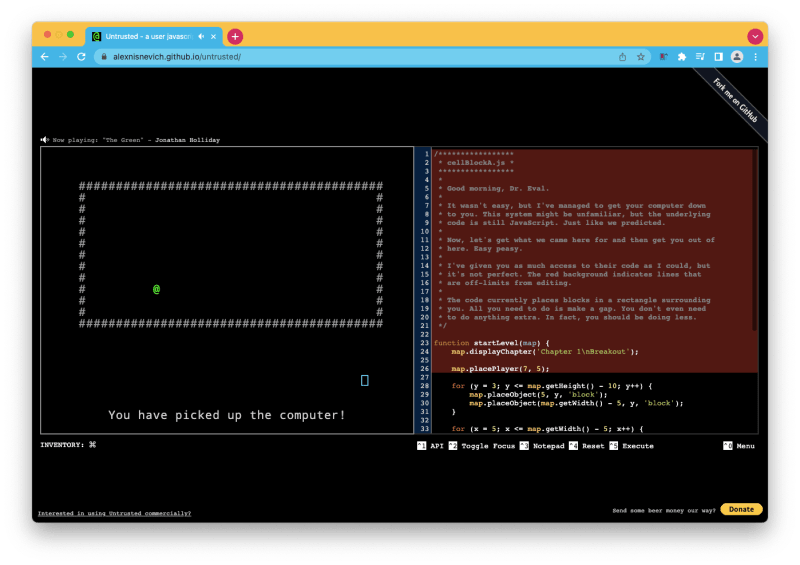 Untrusted - a user javascri
alexnisnevich.github.io/untrusted/
Fork me on GitHub
Now playing: "The Green" - Jonathan Holliday
#########################################
# #
# #
# #
# #
# #
# #
# #
# #
# @ #
# #
# #
#########################################
You have picked up the computer!
1 /*****************
2 * cellBlockA.js *
3 *****************
4 *
5 * Good morning, Dr. Eval.
6 *
7 * It wasn't easy, but I've managed to get your computer down
8 * to you. This system might be unfamiliar, but the underlying
9 * code is still JavaScript. Just like we predicted.
10 *
11 * Now, let's get what we came here for and then get you out of
12 * here. Easy peasy.
13 *
14 * I've given you as much access to their code as I could, but
15 * it's not perfect. The red background indicates lines that
16 * are off-limits from editing.
17 *
18 * The code currently places blocks in a rectangle surrounding
19 * you. All you need to do is make a gap. You don't even need
20 * to do anything extra. In fact, you should be doing less.
21 */
22
23 function startLevel(map) {
24 map.displayChapter('Chapter 1\nBreakout');
25
26 map.placePlayer(7, 5);
27
28 for (y = 3; y <= map.getHeight() - 10; y++) {
29 map.placeObject(5, y, 'block');
30 map.placeObject(map.getWidth() - 5, y, 'block');
31 }
32
33 for (x = 5; x <= map.getWidth() - 5; x++) {
INVENTORY: ⌘
^1 API ^2 Toggle Focus ^3 Notepad ^4 Reset ^5 Execute ^0 Menu
Interested in using Untrusted commercially?
Send some beer money our way? Donate